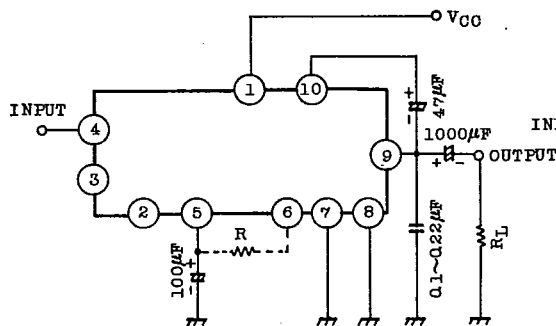 VCC
1
10
47µF
INPUT
4
1000µF
IN
9
OUTPUT
3
0.1~0.22µF
2
5
6
7
8
R
RL
100µF